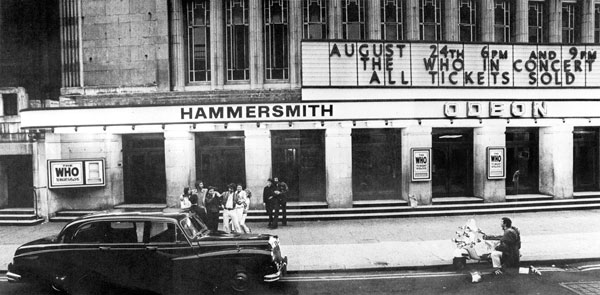 AUGUST 24TH 6PM AND 9PM
THE WHO IN CONCERT
ALL TICKETS SOLD
HAMMERSMITH ODEON
THE
WHO
THE
WHO
THE
WHO